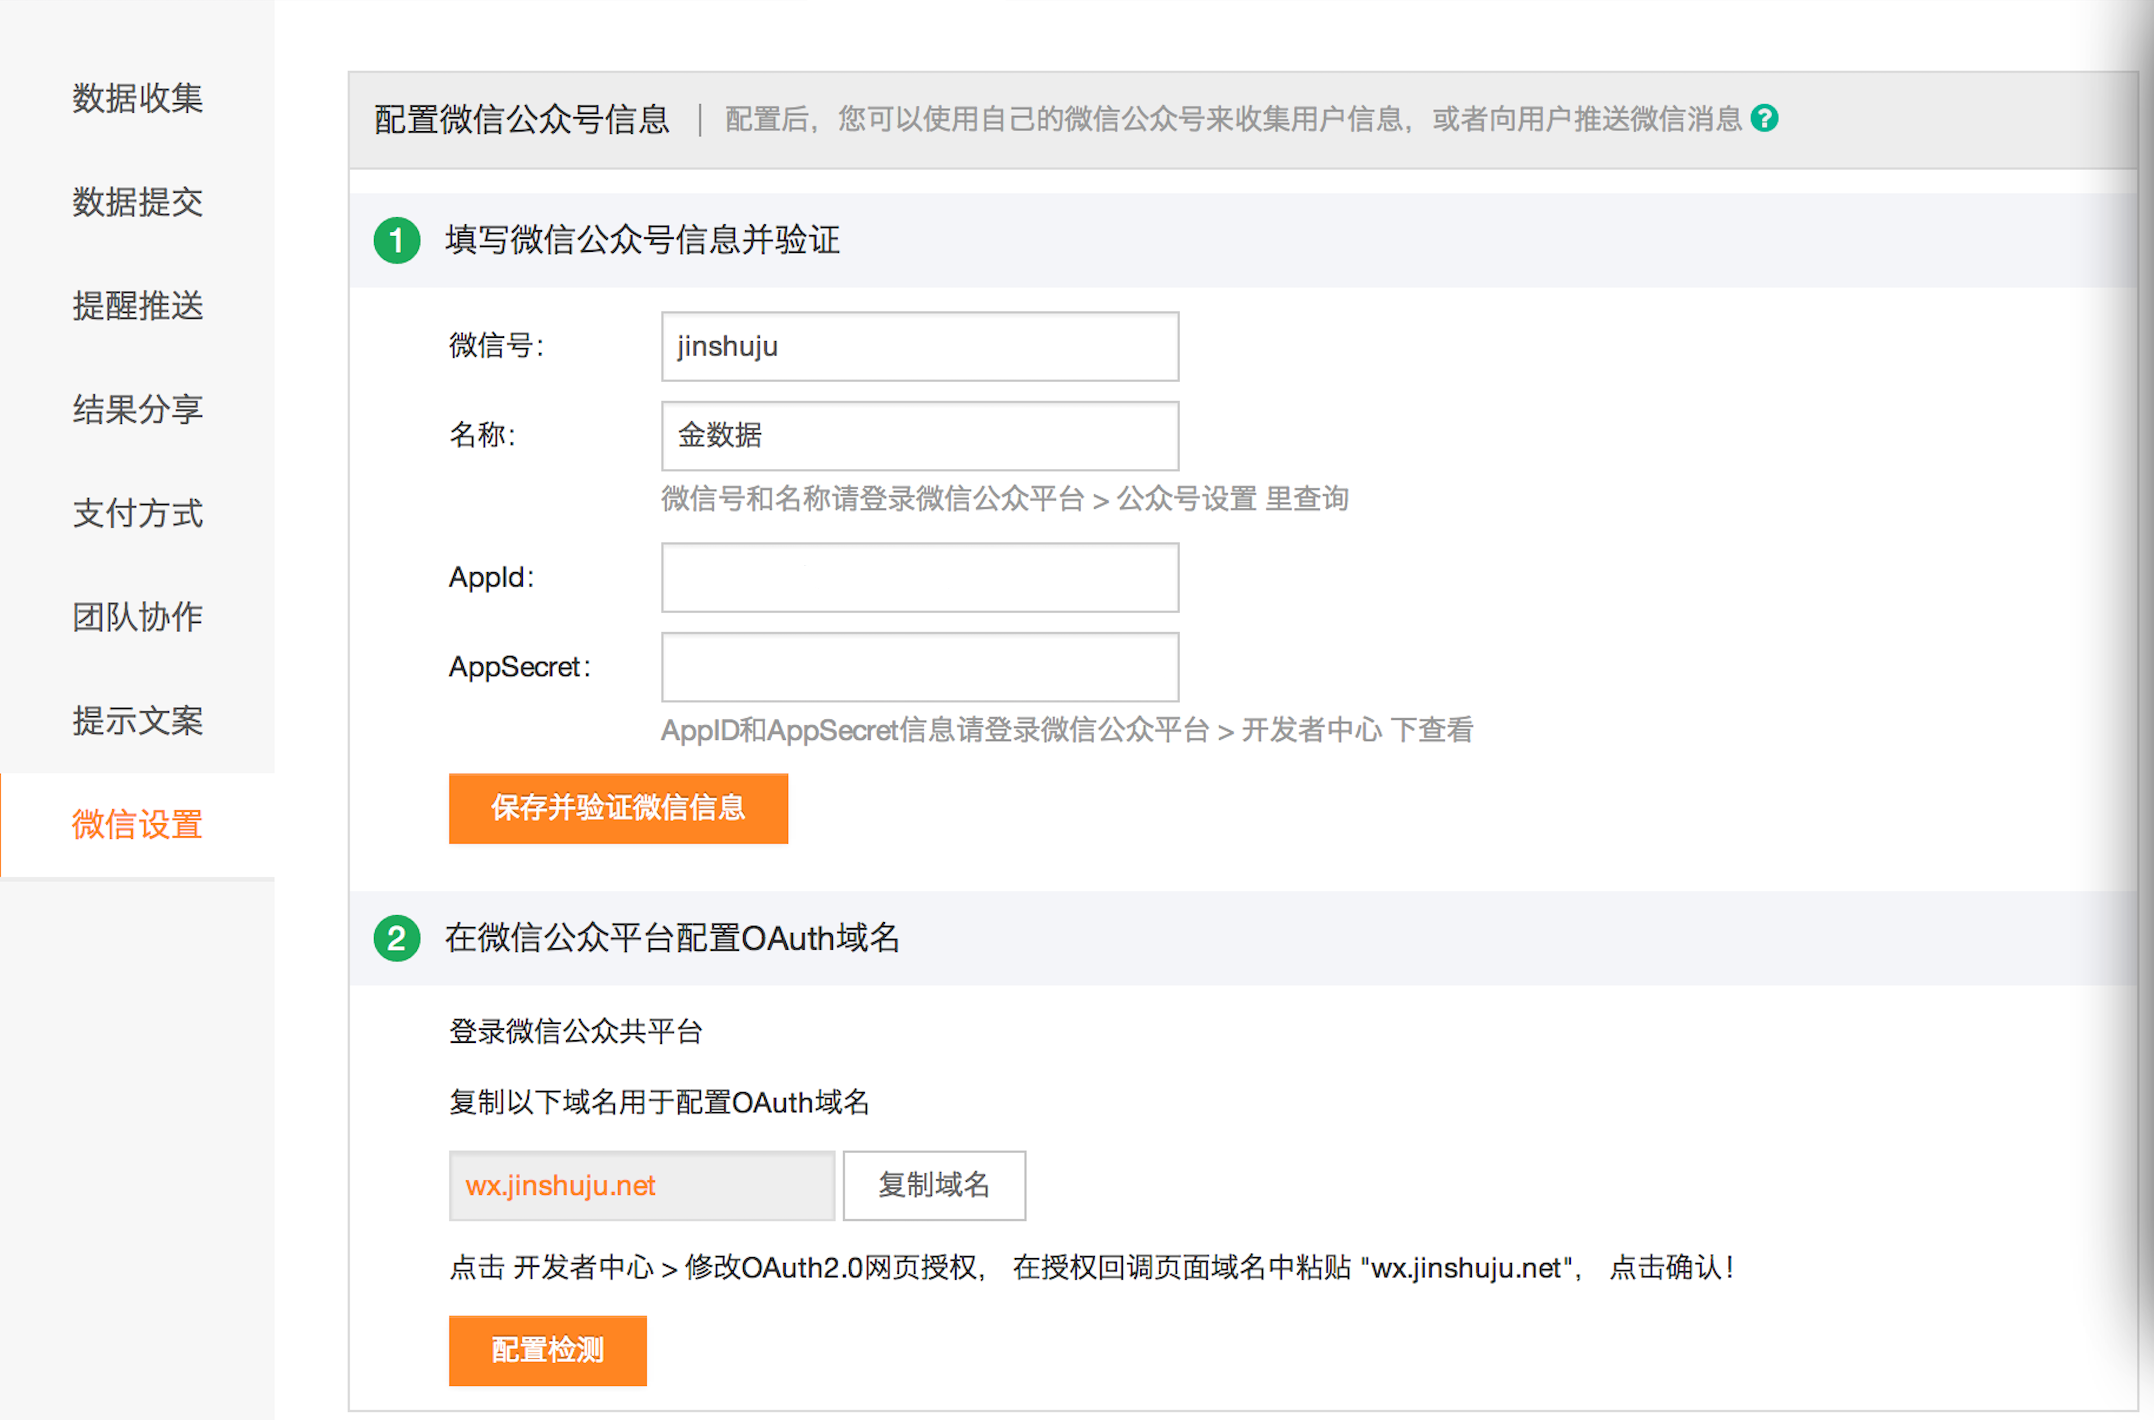 数据收集
数据提交
提醒推送
结果分享
支付方式
团队协作
提示文案
微信设置
配置微信公众号信息 | 配置后，您可以使用自己的微信公众号来收集用户信息，或者向用户推送微信消息 ?
1 填写微信公众号信息并验证
微信号： jinshuju
名称： 金数据
微信号和名称请登录微信公众平台 > 公众号设置 里查询
AppId：
AppSecret：
AppID和AppSecret信息请登录微信公众平台 > 开发者中心 下查看
保存并验证微信信息
2 在微信公众平台配置OAuth域名
登录微信公众共平台
复制以下域名用于配置OAuth域名
wx.jinshuju.net 复制域名
点击 开发者中心 > 修改OAuth2.0网页授权， 在授权回调页面域名中粘贴 "wx.jinshuju.net"， 点击确认！
配置检测